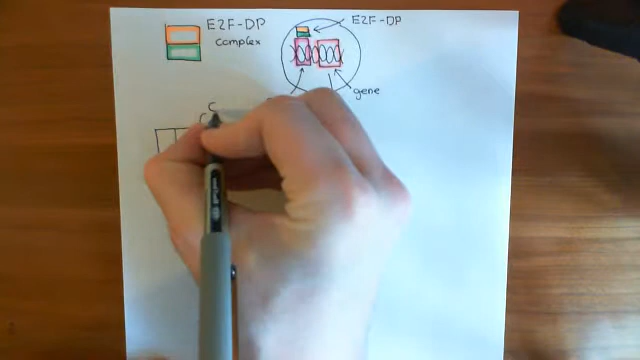 E2F-DP
complex
E2F-DP
gene
C